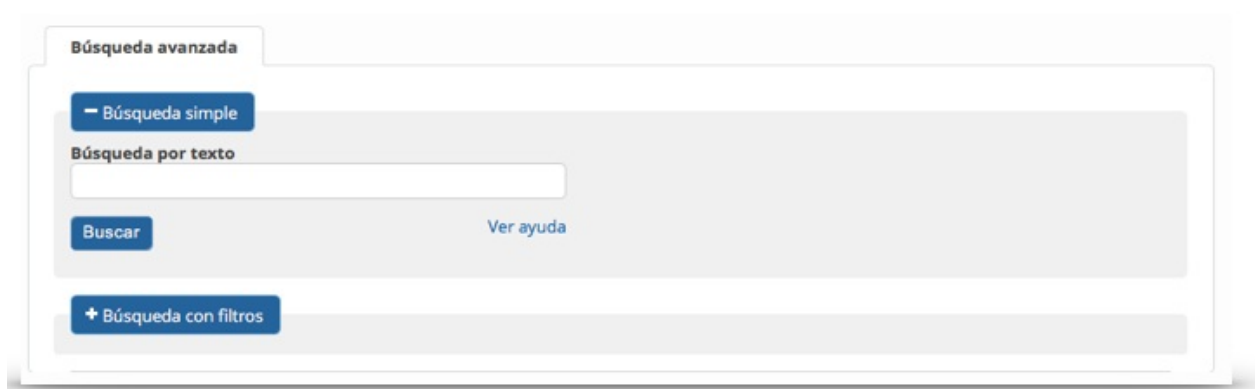 Búsqueda avanzada
− Búsqueda simple
Búsqueda por texto
Buscar
Ver ayuda
+ Búsqueda con filtros